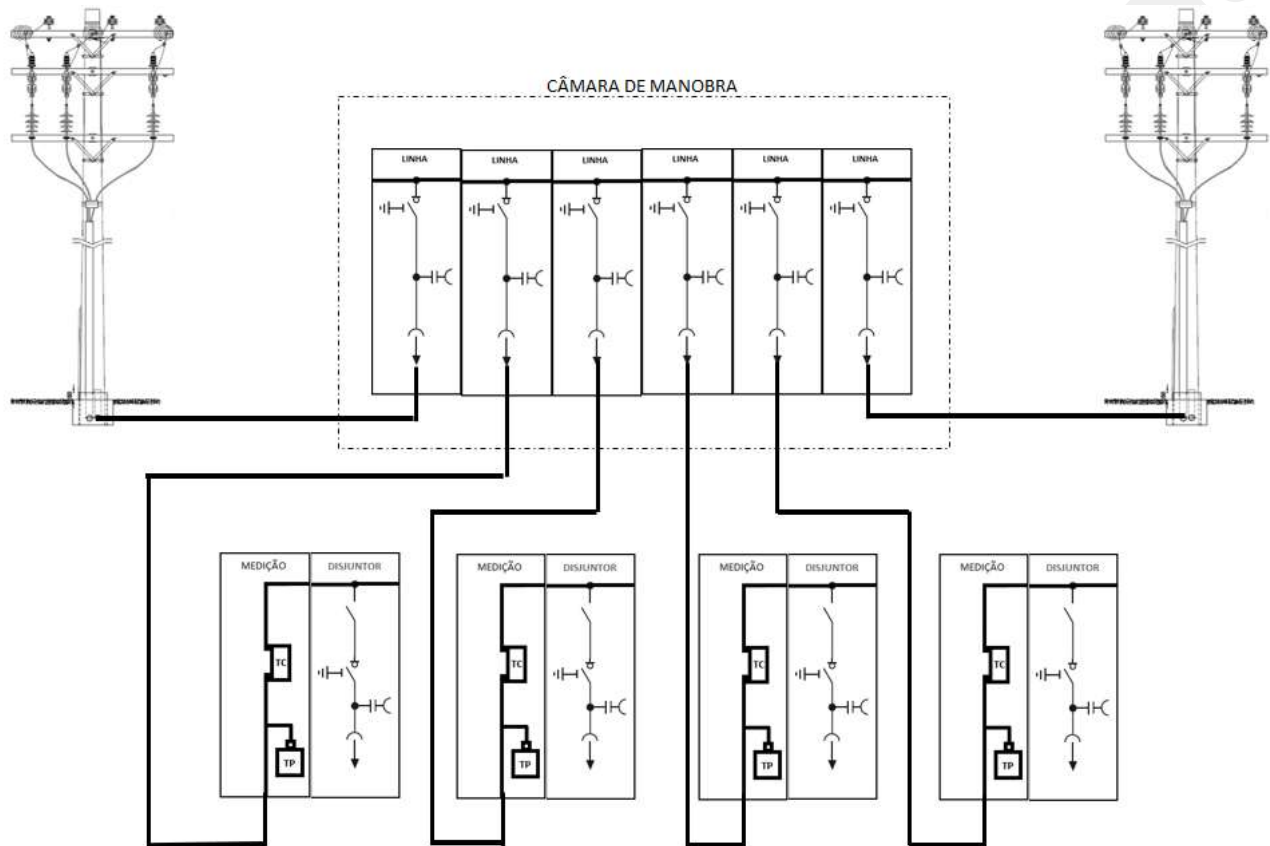 CÂMARA DE MANOBRA
LINHA LINHA LINHA LINHA LINHA LINHA
MEDIÇÃO DISJUNTOR MEDIÇÃO DISJUNTOR MEDIÇÃO DISJUNTOR MEDIÇÃO DISJUNTOR
TC TC TC TC
TP TP TP TP